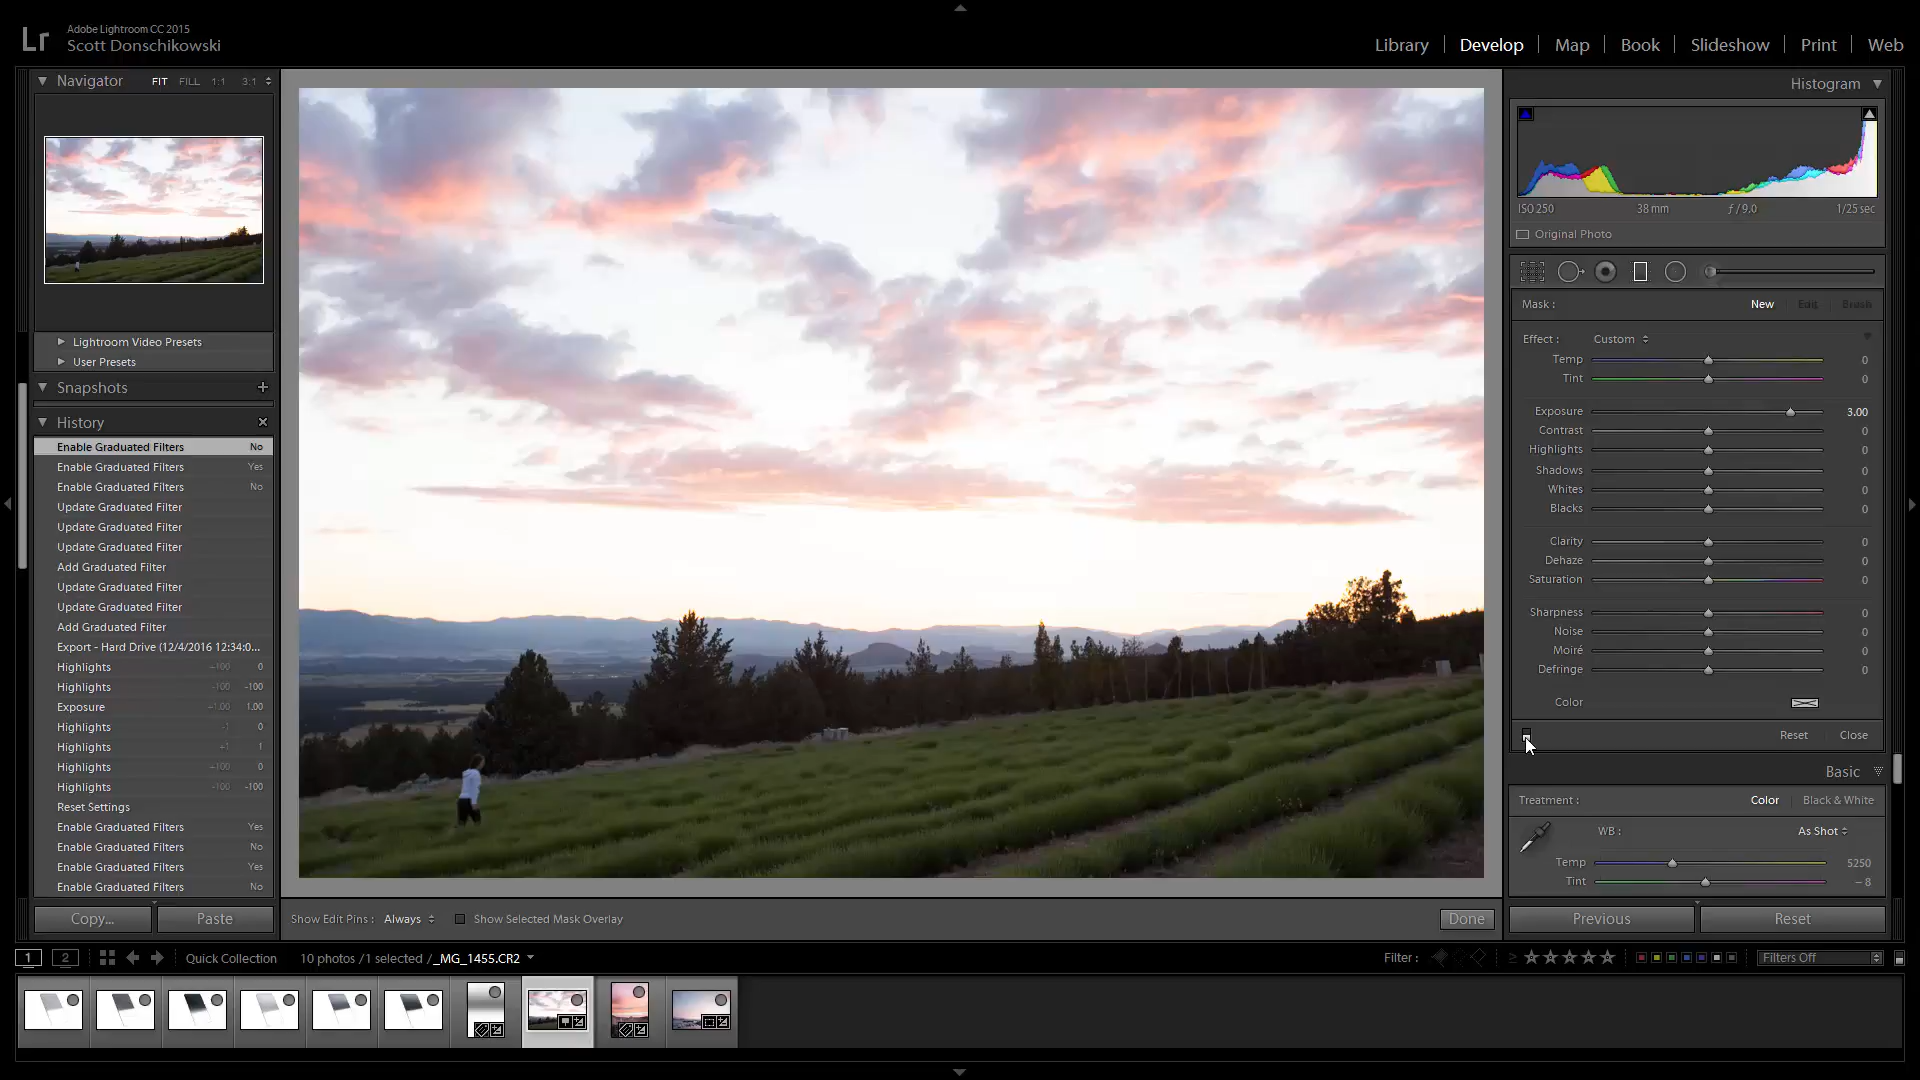 Lr
Adobe Lightroom CC 2015
Scott Donschikowski
Library
Develop
Map
Book
Slideshow
Print
Web
Navigator
FIT
FILL
1:1
3:1
Lightroom Video Presets
User Presets
Snapshots
History
Enable Graduated Filters No
Enable Graduated Filters Yes
Enable Graduated Filters No
Update Graduated Filter
Update Graduated Filter
Update Graduated Filter
Add Graduated Filter
Update Graduated Filter
Update Graduated Filter
Add Graduated Filter
Export - Hard Drive (12/4/2016 12:34:0...
Highlights +100 0
Highlights -100 -100
Exposure +1.00 1.00
Highlights -1 0
Highlights +1 1
Highlights +100 0
Highlights -100 -100
Reset Settings
Enable Graduated Filters Yes
Enable Graduated Filters No
Enable Graduated Filters Yes
Enable Graduated Filters No
Copy...
Paste
Show Edit Pins : Always
Show Selected Mask Overlay
Done
Histogram
ISO 250 38 mm ƒ / 9.0 1/25 sec
Original Photo
Mask : New Edit Brush
Effect : Custom
Temp 0
Tint 0
Exposure 3.00
Contrast 0
Highlights 0
Shadows 0
Whites 0
Blacks 0
Clarity 0
Dehaze 0
Saturation 0
Sharpness 0
Noise 0
Moiré 0
Defringe 0
Color
Reset
Close
Basic
Treatment : Color Black & White
WB : As Shot
Temp 5250
Tint – 8
Previous
Reset
1
2
Quick Collection
10 photos / 1 selected / _MG_1455.CR2
Filter :
≥
Filters Off